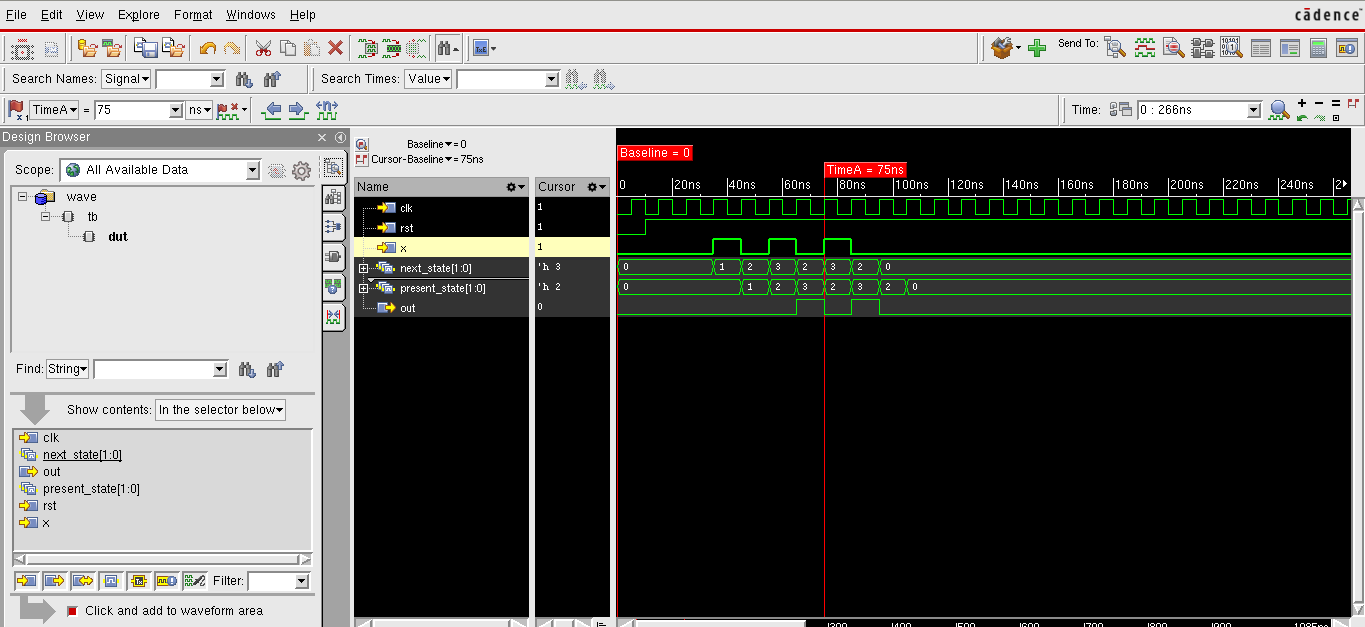 File Edit View Explore Format Windows Help
cādence
Send To:
Search Names: Signal Search Times: Value
TimeA = 75 ns Time: 0 : 266ns
Design Browser
Scope: All Available Data
wave
tb
dut
Find: String
Show contents: In the selector below
clk
next_state[1:0]
out
present_state[1:0]
rst
x
Filter:
Click and add to waveform area
Baseline = 0
Cursor-Baseline = 75ns
Name Cursor
clk 1
rst 1
x 1
next_state[1:0] 'h 3
present_state[1:0] 'h 2
out 0
Baseline = 0
TimeA = 75ns
0 20ns 40ns 60ns 80ns 100ns 120ns 140ns 160ns 180ns 200ns 220ns 240ns
0 1 2 3 2 3 2 0
0 1 2 3 2 3 2 0